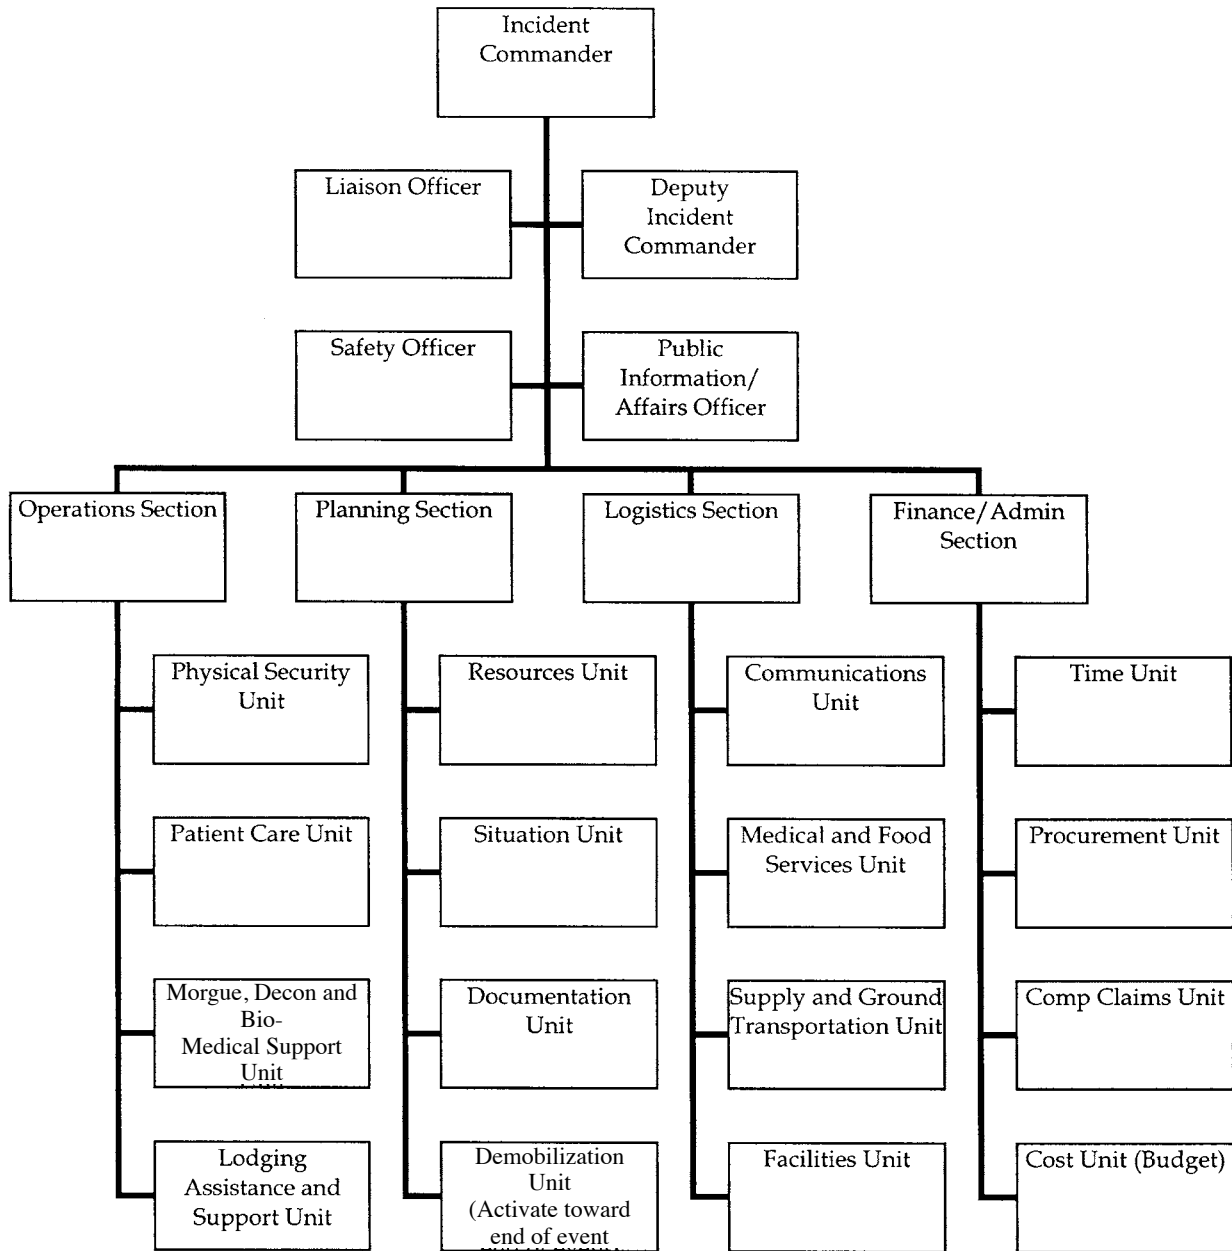 Incident
Commander
Liaison Officer
Deputy
Incident
Commander
Safety Officer
Public
Information/
Affairs Officer
Operations Section
Planning Section
Logistics Section
Finance/Admin
Section
Physical Security
Unit
Resources Unit
Communications
Unit
Time Unit
Patient Care Unit
Situation Unit
Medical and Food
Services Unit
Procurement Unit
Morgue, Decon and
Bio-
Medical Support
Unit
Documentation
Unit
Supply and Ground
Transportation Unit
Comp Claims Unit
Lodging
Assistance and
Support Unit
Demobilization
Unit
(Activate toward
end of event
Facilities Unit
Cost Unit (Budget)